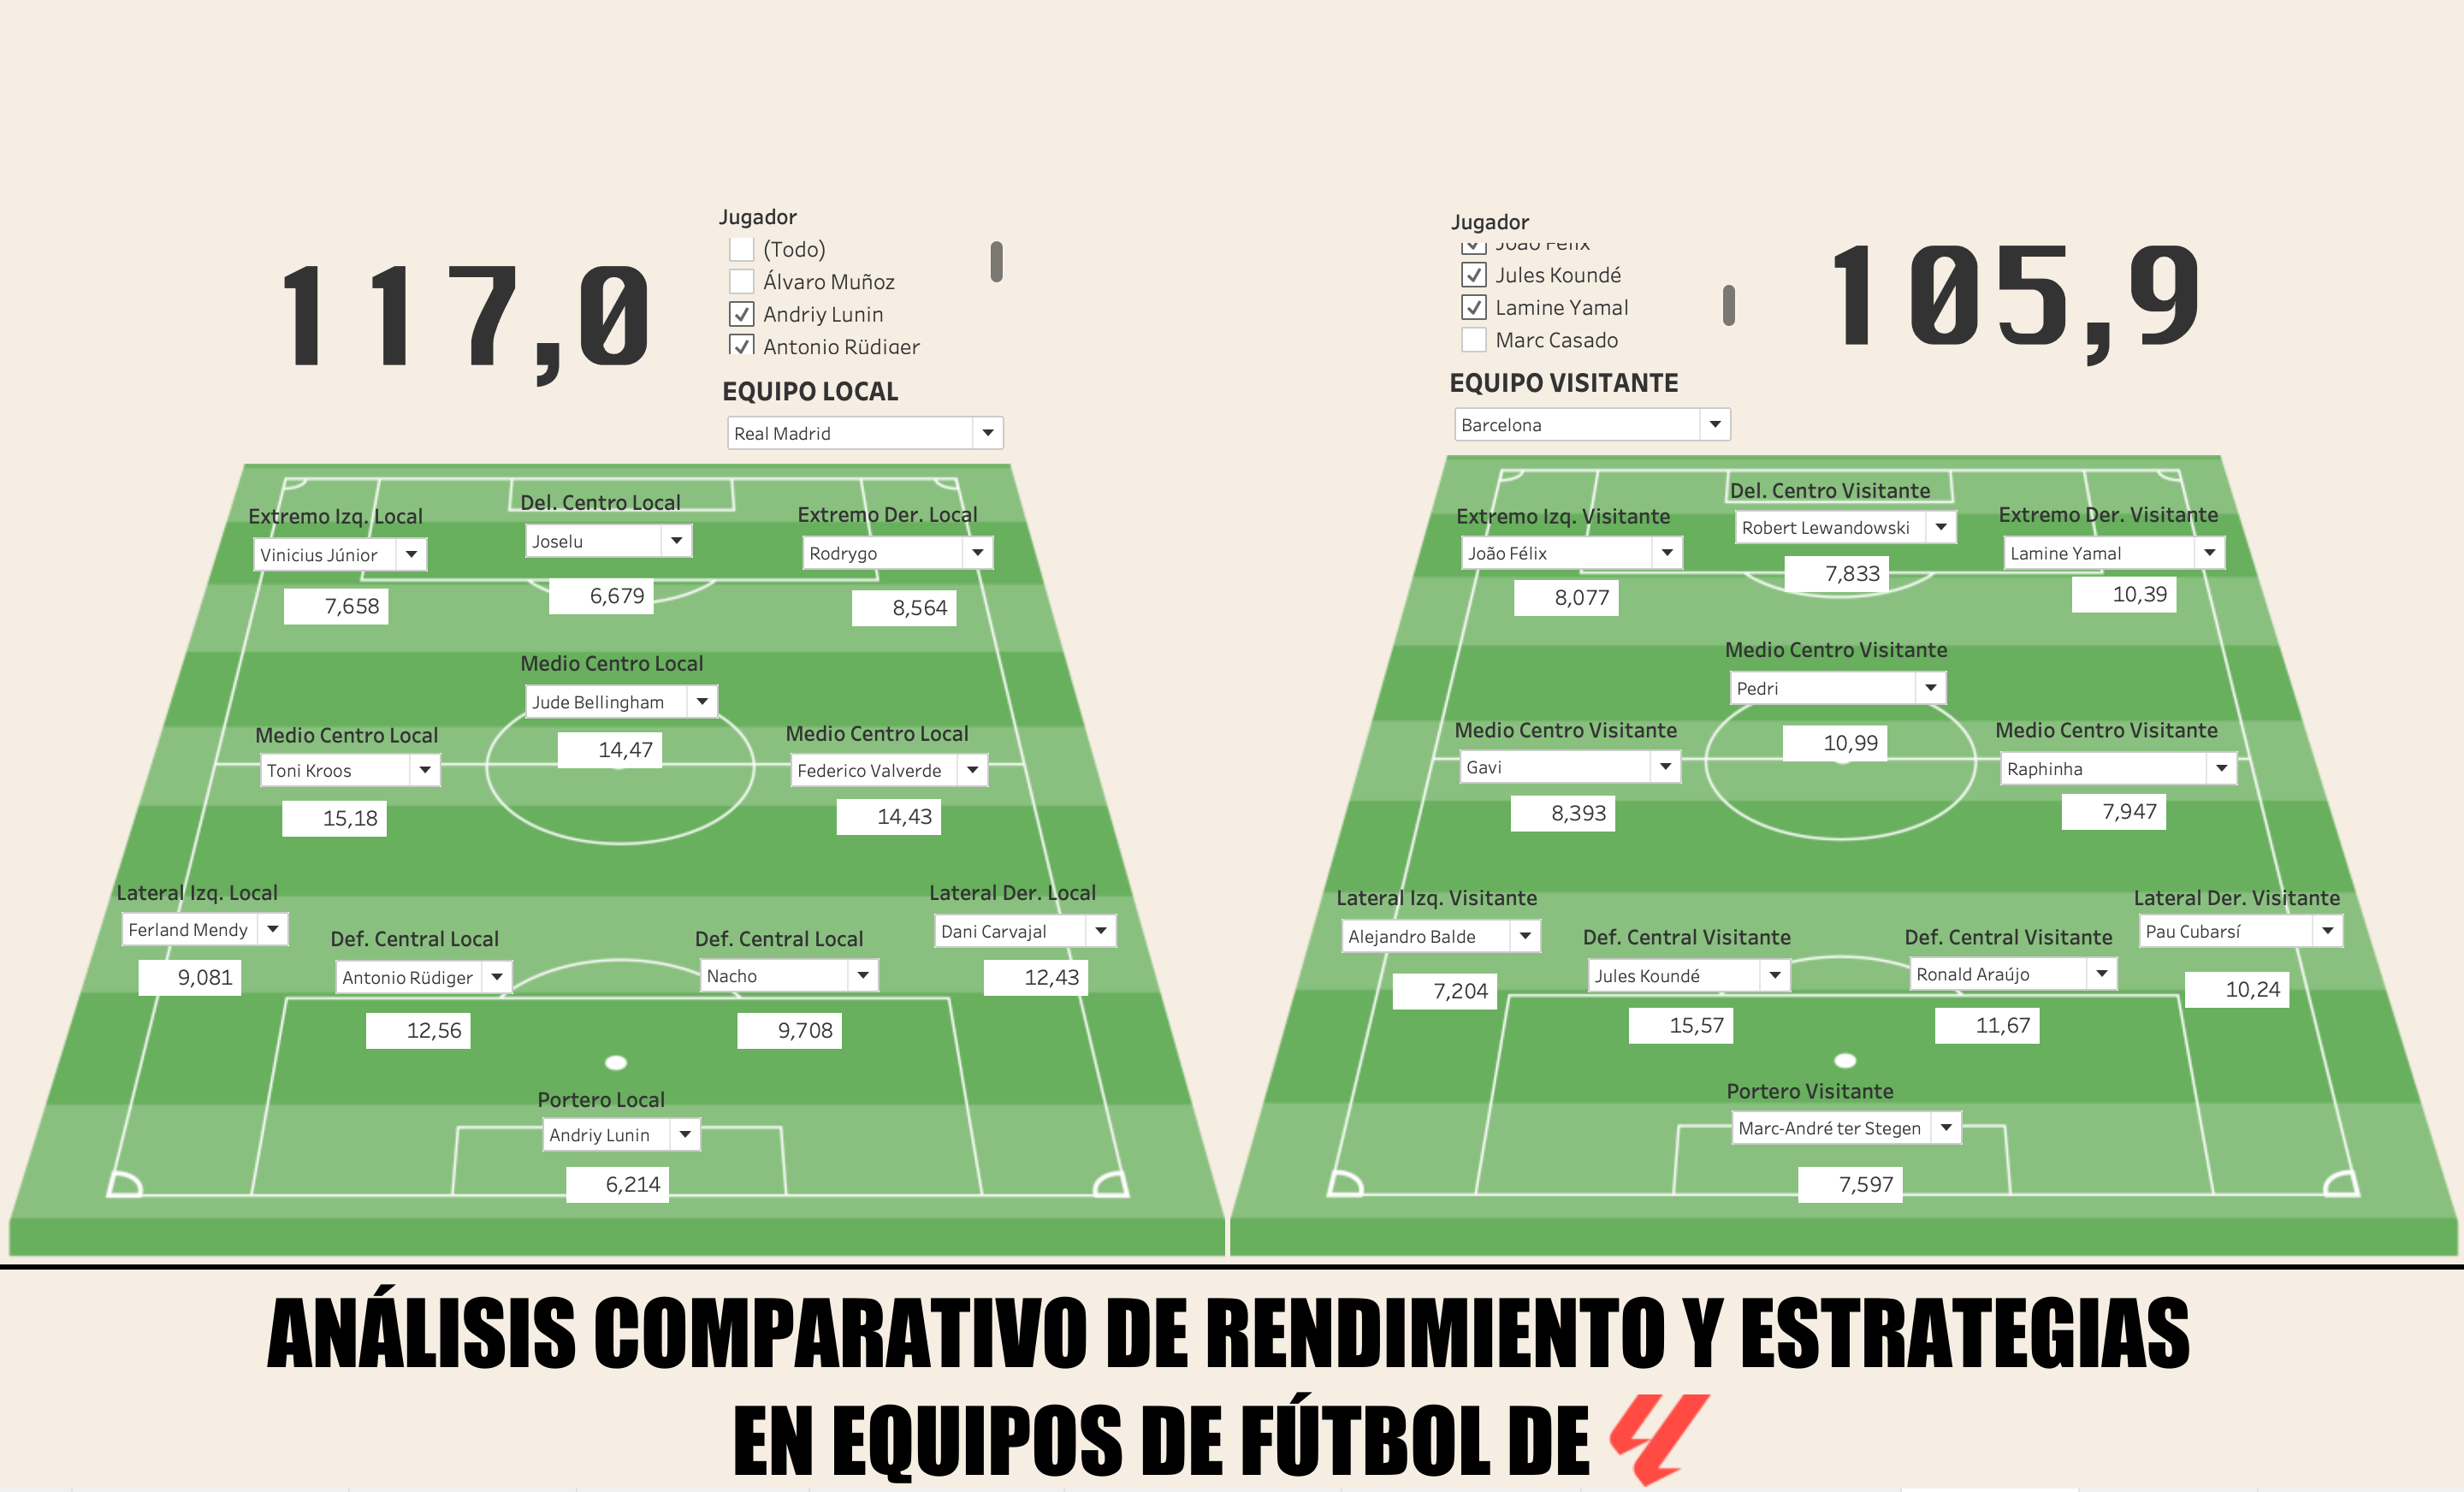 117,0
Jugador
(Todo)
Álvaro Muñoz
Andriy Lunin
Antonio Rüdiger
EQUIPO LOCAL
Real Madrid
Extremo Izq. Local
Vinicius Júnior
7,658
Del. Centro Local
Joselu
6,679
Extremo Der. Local
Rodrygo
8,564
Medio Centro Local
Jude Bellingham
14,47
Medio Centro Local
Toni Kroos
15,18
Medio Centro Local
Federico Valverde
14,43
Lateral Izq. Local
Ferland Mendy
9,081
Def. Central Local
Antonio Rüdiger
12,56
Def. Central Local
Nacho
9,708
Lateral Der. Local
Dani Carvajal
12,43
Portero Local
Andriy Lunin
6,214
Jugador
João Félix
Jules Koundé
Lamine Yamal
Marc Casado
105,9
EQUIPO VISITANTE
Barcelona
Extremo Izq. Visitante
João Félix
8,077
Del. Centro Visitante
Robert Lewandowski
7,833
Extremo Der. Visitante
Lamine Yamal
10,39
Medio Centro Visitante
Pedri
10,99
Medio Centro Visitante
Gavi
8,393
Medio Centro Visitante
Raphinha
7,947
Lateral Izq. Visitante
Alejandro Balde
7,204
Def. Central Visitante
Jules Koundé
15,57
Def. Central Visitante
Ronald Araújo
11,67
Lateral Der. Visitante
Pau Cubarsí
10,24
Portero Visitante
Marc-André ter Stegen
7,597
ANÁLISIS COMPARATIVO DE RENDIMIENTO Y ESTRATEGIAS
EN EQUIPOS DE FÚTBOL DE